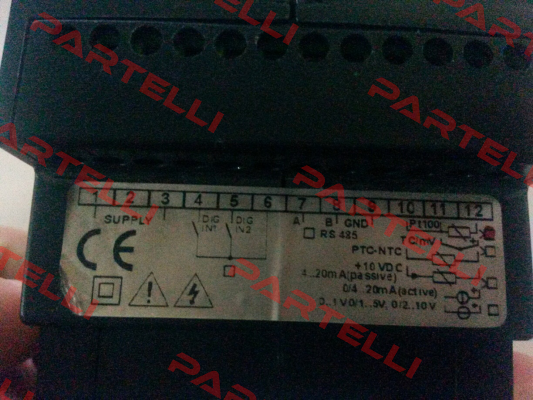 1 2 3 4 5 6 7 8 9 10 11 12
SUPPLY
DIG IN1 DIG IN2
A B GND
RS 485
Pt100
TC/mV
PTC-NTC
+10 VDC
4..20mA(passive)
0/4..20mA(active)
0..1V 0/1..5V, 0/2..10V
CE
PARTELLI
PARTELLI
PARTELLI
PARTELLI
PARTELLI
PARTELLI
PARTELLI